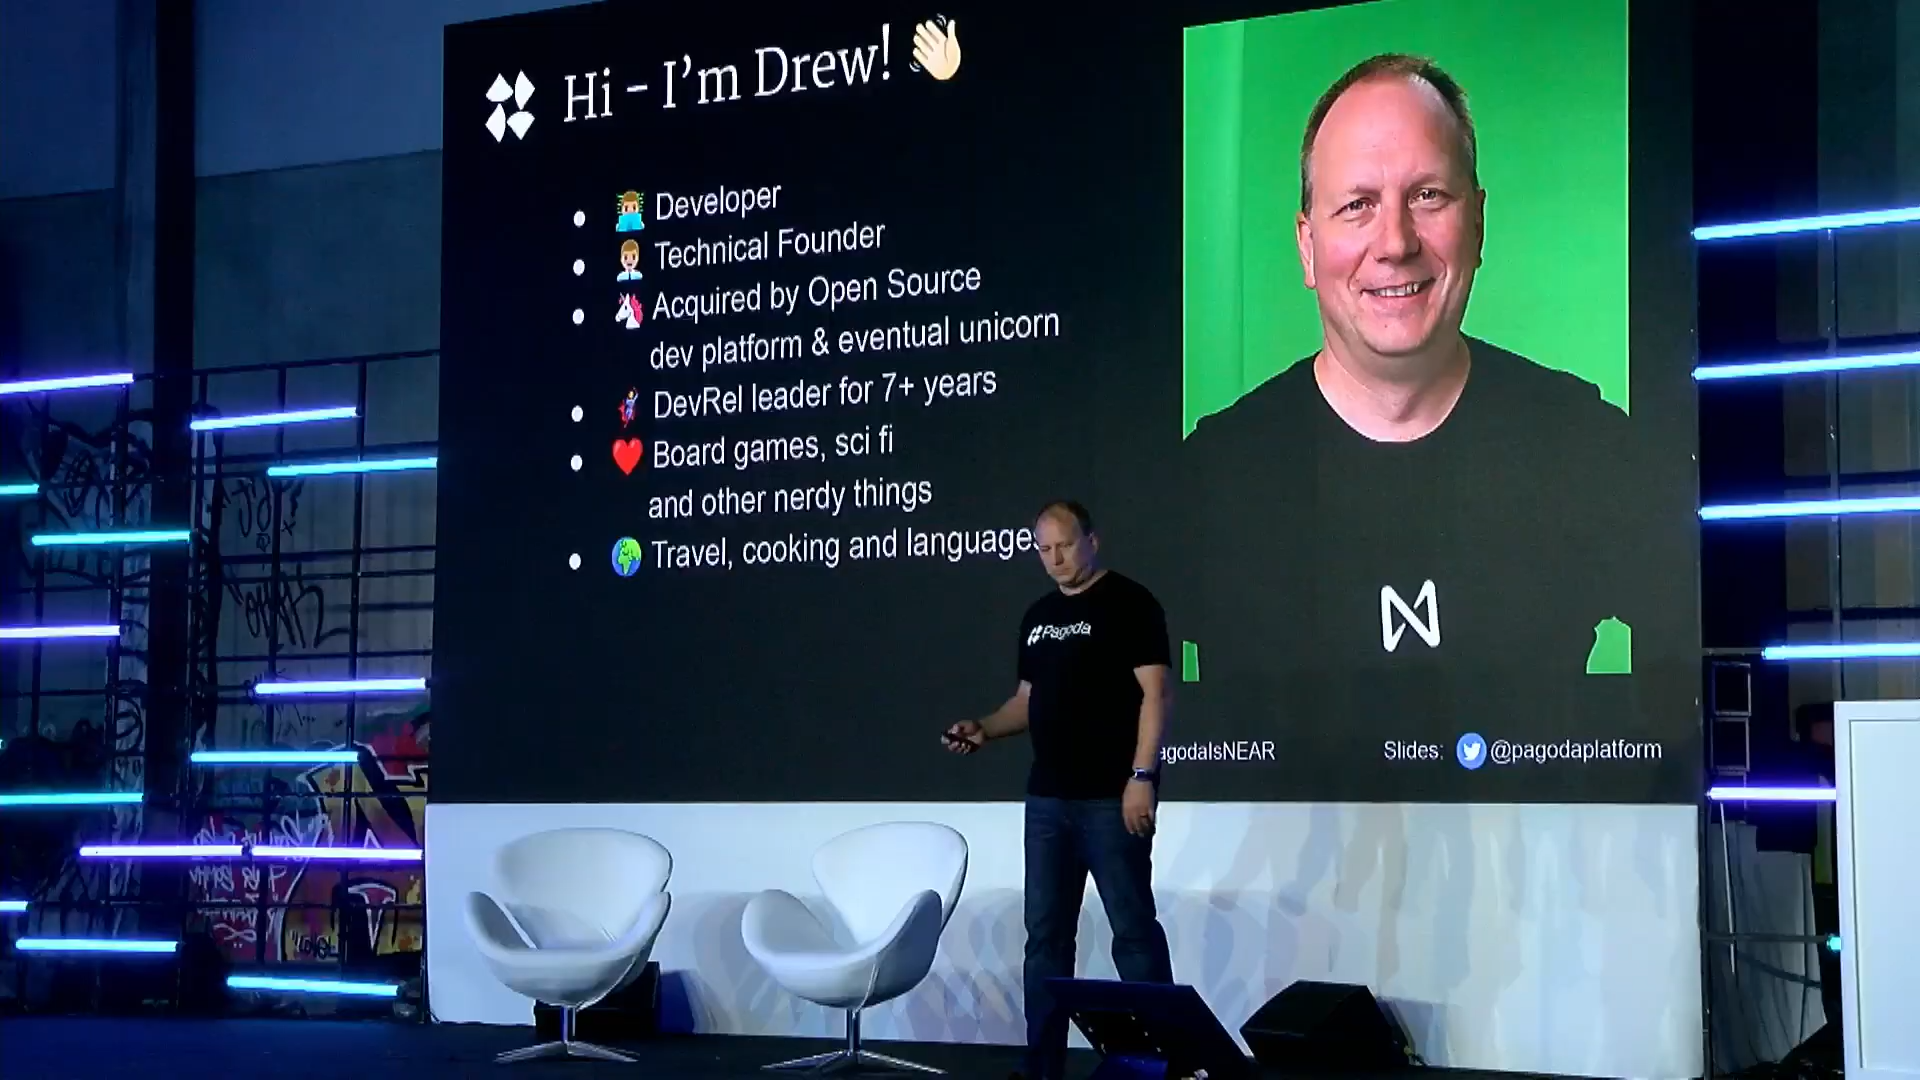 Hi - I'm Drew! 👋
Developer
Technical Founder
Acquired by Open Source
dev platform & eventual unicorn
DevRel leader for 7+ years
Board games, sci fi
and other nerdy things
Travel, cooking and languages
Pagoda
agodaIsNEAR
Slides: @pagodaplatform